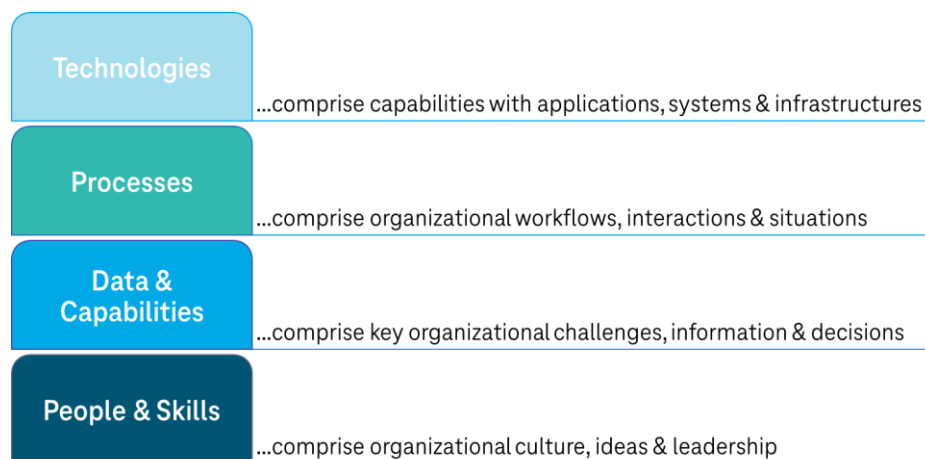 Technologies
...comprise capabilities with applications, systems & infrastructures
Processes
...comprise organizational workflows, interactions & situations
Data &
Capabilities
...comprise key organizational challenges, information & decisions
People & Skills
...comprise organizational culture, ideas & leadership